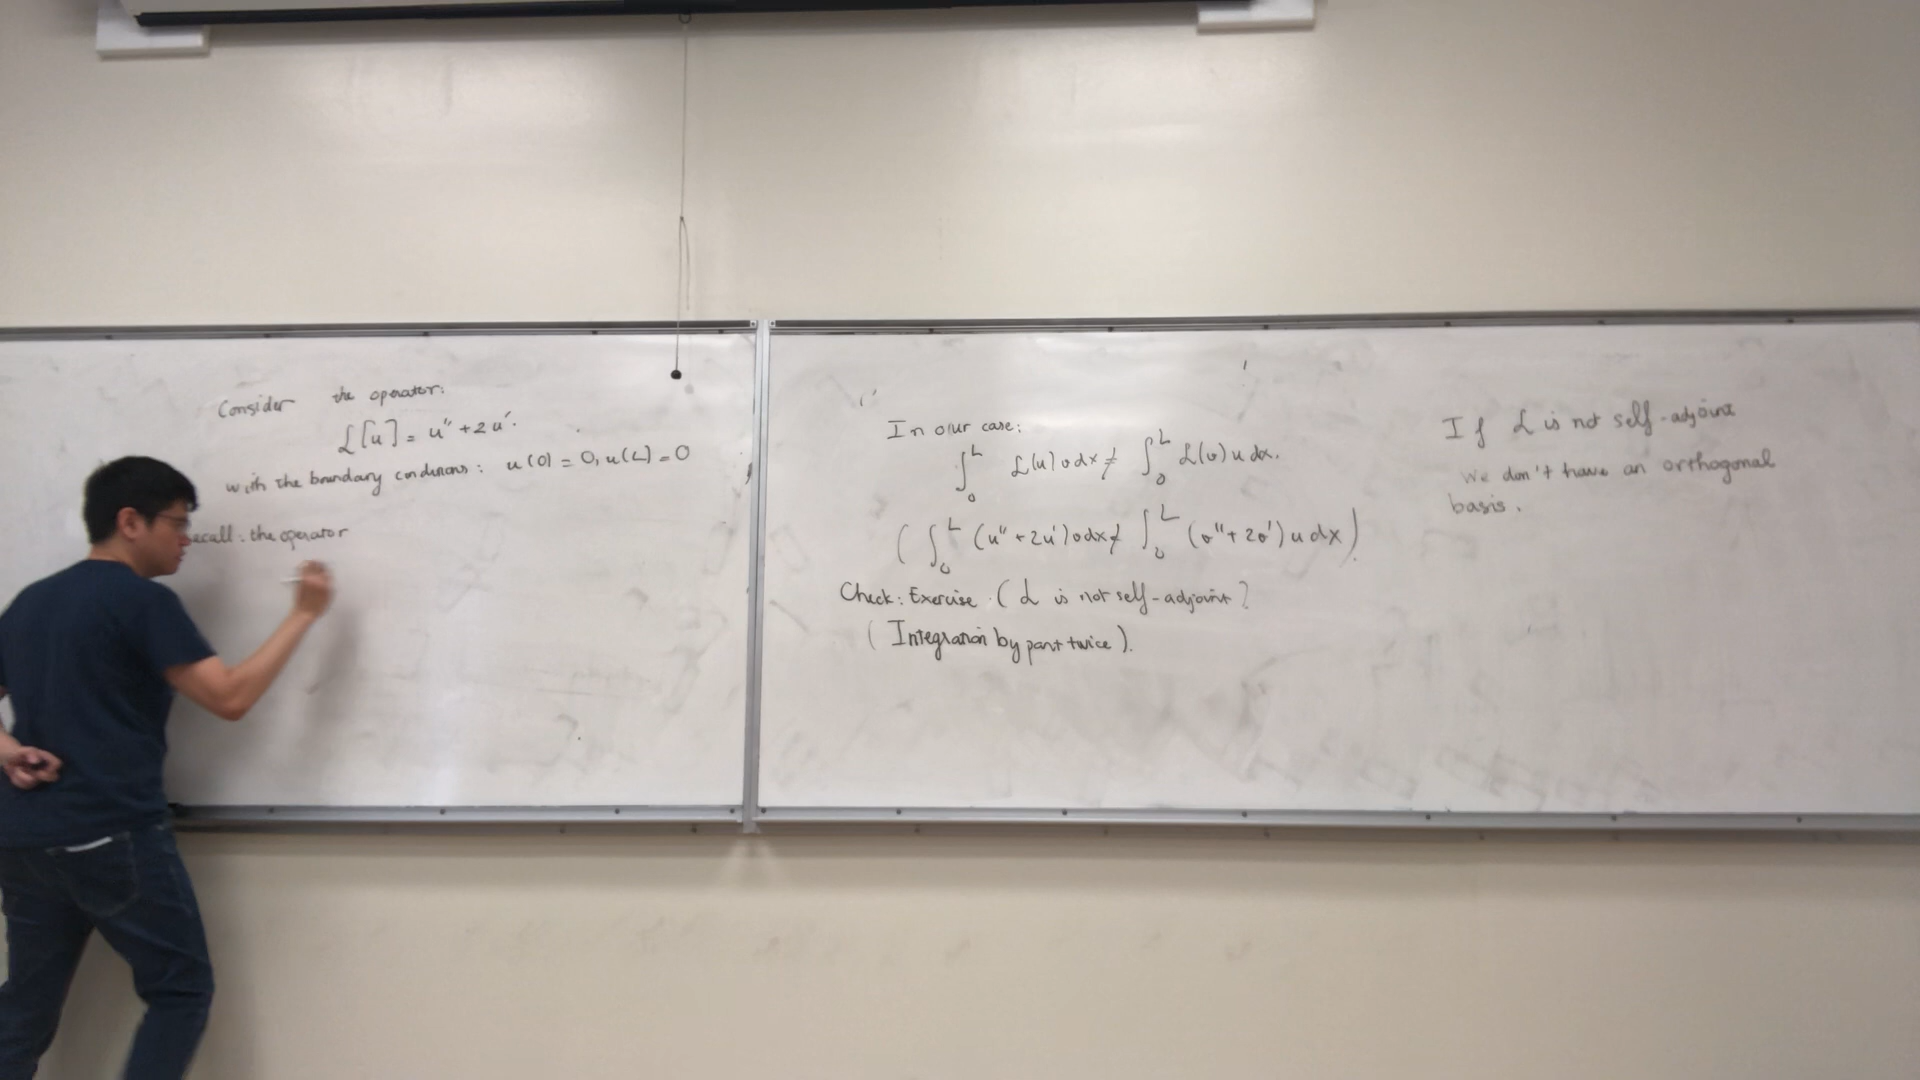 Consider the operator:
ℒ[u] = u'' + 2u'.
with the boundary conditions: u(0) = 0, u(L) = 0
ecall: the operator
In our case:
∫₀ᴸ ℒ(u) v dx ≠ ∫₀ᴸ ℒ(v) u dx.
( ∫₀ᴸ (u'' + 2u') v dx ≠ ∫₀ᴸ (v'' + 2v') u dx ).
Check: Exercise. ( ℒ is not self-adjoint )
( Integration by part twice ).
If ℒ is not self-adjoint
we don't have an orthogonal
basis.